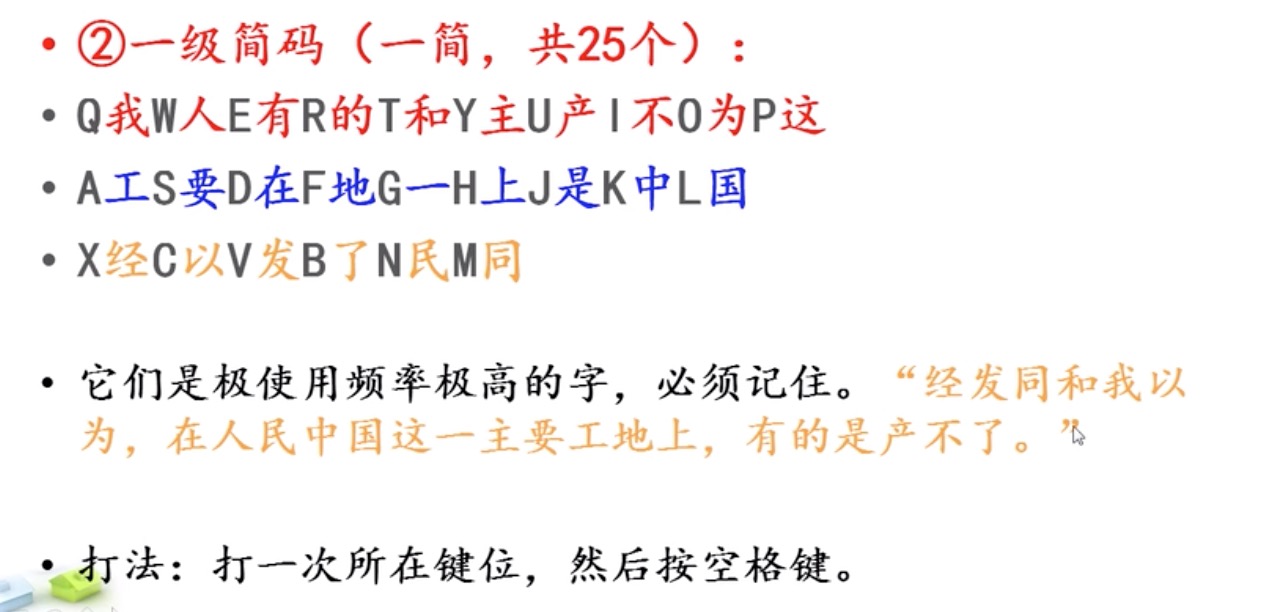 • ②一级简码（一简，共25个）：
• Q我W人E有R的T和Y主U产I不O为P这
• A工S要D在F地G一H上J是K中L国
• X经C以V发B了N民M同
• 它们是极使用频率极高的字，必须记住。“经发同和我以
为，在人民中国这一主要工地上，有的是产不了。”
• 打法：打一次所在键位，然后按空格键。